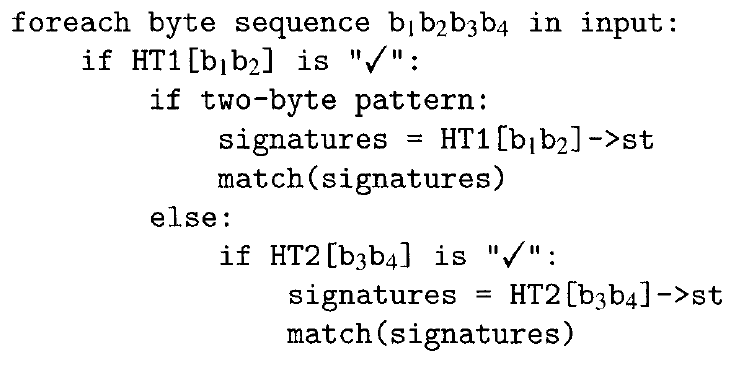 foreach byte sequence b₁b₂b₃b₄ in input:
    if HT1[b₁b₂] is "✓":
        if two-byte pattern:
            signatures = HT1[b₁b₂]->st
            match(signatures)
        else:
            if HT2[b₃b₄] is "✓":
                signatures = HT2[b₃b₄]->st
                match(signatures)